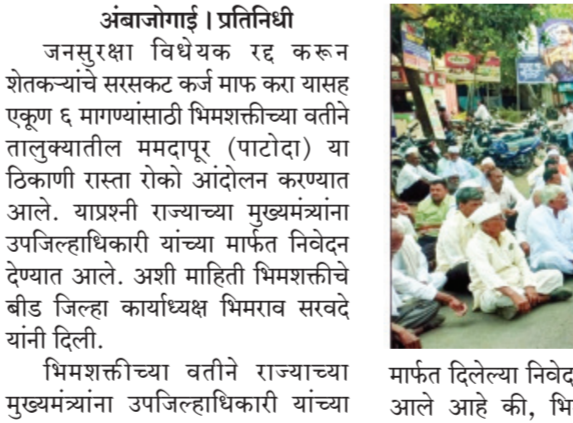 अंबाजोगाई । प्रतिनिधी
जनसुरक्षा विधेयक रद्द करून
शेतकऱ्यांचे सरसकट कर्ज माफ करा यासह
एकूण ६ मागण्यांसाठी भिमशक्तीच्या वतीने
तालुक्यातील ममदापूर (पाटोदा) या
ठिकाणी रास्ता रोको आंदोलन करण्यात
आले. याप्रश्नी राज्याच्या मुख्यमंत्र्यांना
उपजिल्हाधिकारी यांच्या मार्फत निवेदन
देण्यात आले. अशी माहिती भिमशक्तीचे
बीड जिल्हा कार्याध्यक्ष भिमराव सरवदे
यांनी दिली.
भिमशक्तीच्या वतीने राज्याच्या
मुख्यमंत्र्यांना उपजिल्हाधिकारी यांच्या
मार्फत दिलेल्या निवेद
आले आहे की, भि